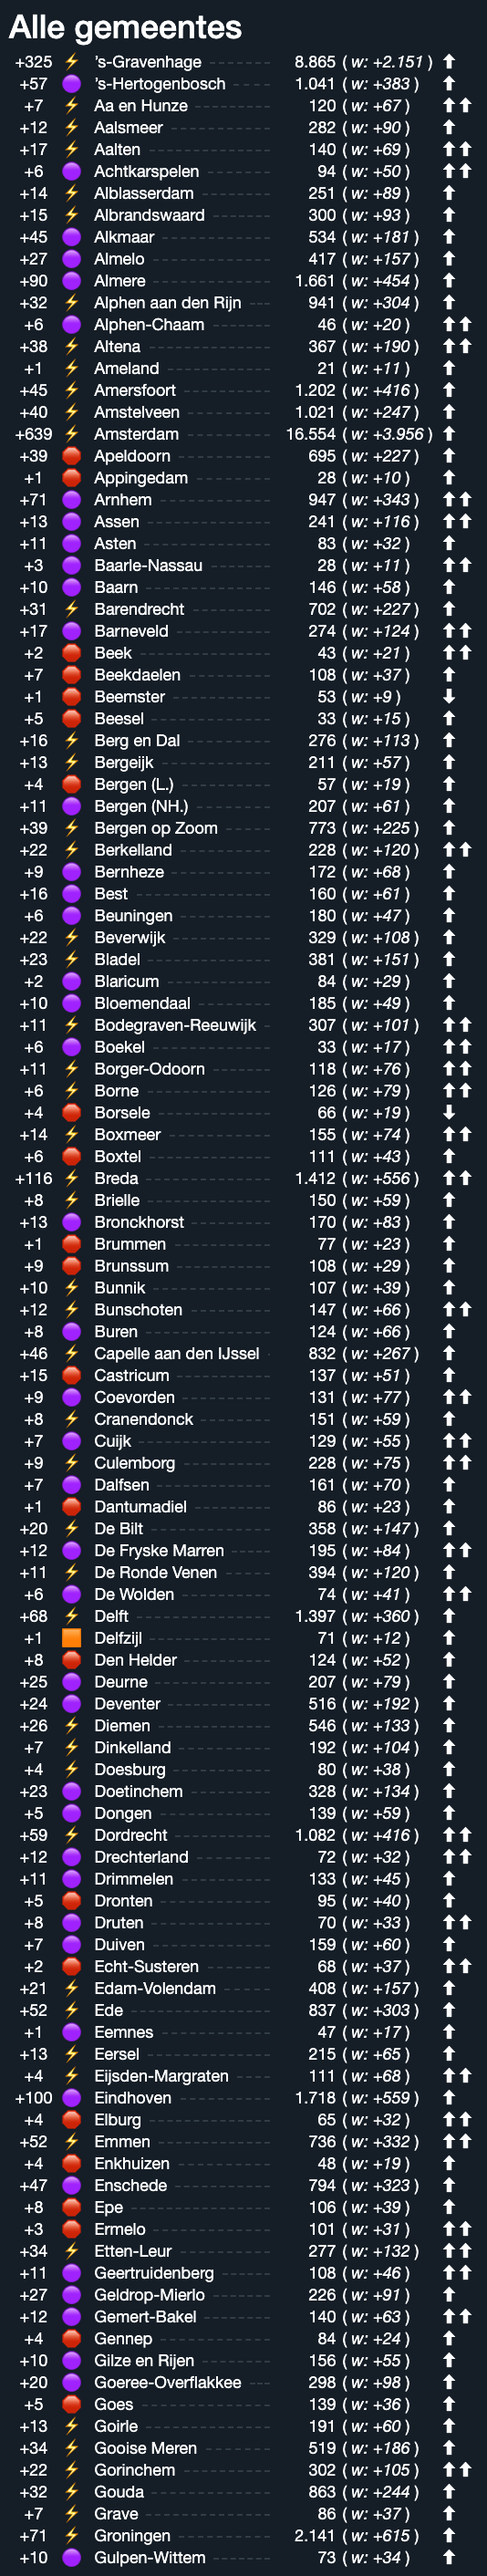 Alle gemeentes
+325 ⚡ 's-Gravenhage 8.865 ( w: +2.151 ) ⬆
+57 🟣 's-Hertogenbosch 1.041 ( w: +383 ) ⬆
+7 ⚡ Aa en Hunze 120 ( w: +67 ) ⬆⬆
+12 ⚡ Aalsmeer 282 ( w: +90 ) ⬆
+17 ⚡ Aalten 140 ( w: +69 ) ⬆⬆
+6 🟣 Achtkarspelen 94 ( w: +50 ) ⬆⬆
+14 ⚡ Alblasserdam 251 ( w: +89 ) ⬆
+15 ⚡ Albrandswaard 300 ( w: +93 ) ⬆
+45 🟣 Alkmaar 534 ( w: +181 ) ⬆
+27 🟣 Almelo 417 ( w: +157 ) ⬆
+90 🟣 Almere 1.661 ( w: +454 ) ⬆
+32 ⚡ Alphen aan den Rijn 941 ( w: +304 ) ⬆
+6 🟣 Alphen-Chaam 46 ( w: +20 ) ⬆⬆
+38 ⚡ Altena 367 ( w: +190 ) ⬆⬆
+1 ⚡ Ameland 21 ( w: +11 ) ⬆
+45 ⚡ Amersfoort 1.202 ( w: +416 ) ⬆
+40 ⚡ Amstelveen 1.021 ( w: +247 ) ⬆
+639 ⚡ Amsterdam 16.554 ( w: +3.956 ) ⬆
+39 🛑 Apeldoorn 695 ( w: +227 ) ⬆
+1 🛑 Appingedam 28 ( w: +10 ) ⬆
+71 🟣 Arnhem 947 ( w: +343 ) ⬆⬆
+13 🟣 Assen 241 ( w: +116 ) ⬆⬆
+11 🟣 Asten 83 ( w: +32 ) ⬆
+3 🟣 Baarle-Nassau 28 ( w: +11 ) ⬆⬆
+10 🟣 Baarn 146 ( w: +58 ) ⬆
+31 ⚡ Barendrecht 702 ( w: +227 ) ⬆
+17 🟣 Barneveld 274 ( w: +124 ) ⬆⬆
+2 🛑 Beek 43 ( w: +21 ) ⬆⬆
+7 🛑 Beekdaelen 108 ( w: +37 ) ⬆
+1 🛑 Beemster 53 ( w: +9 ) ⬇
+5 🛑 Beesel 33 ( w: +15 ) ⬆
+16 ⚡ Berg en Dal 276 ( w: +113 ) ⬆
+13 ⚡ Bergeijk 211 ( w: +57 ) ⬆
+4 🛑 Bergen (L.) 57 ( w: +19 ) ⬆
+11 🟣 Bergen (NH.) 207 ( w: +61 ) ⬆
+39 ⚡ Bergen op Zoom 773 ( w: +225 ) ⬆
+22 ⚡ Berkelland 228 ( w: +120 ) ⬆⬆
+9 🟣 Bernheze 172 ( w: +68 ) ⬆
+16 🟣 Best 160 ( w: +61 ) ⬆
+6 🟣 Beuningen 180 ( w: +47 ) ⬆
+22 ⚡ Beverwijk 329 ( w: +108 ) ⬆
+23 ⚡ Bladel 381 ( w: +151 ) ⬆
+2 🟣 Blaricum 84 ( w: +29 ) ⬆
+10 🟣 Bloemendaal 185 ( w: +49 ) ⬆
+11 ⚡ Bodegraven-Reeuwijk 307 ( w: +101 ) ⬆⬆
+6 🟣 Boekel 33 ( w: +17 ) ⬆⬆
+11 ⚡ Borger-Odoorn 118 ( w: +76 ) ⬆⬆
+6 ⚡ Borne 126 ( w: +79 ) ⬆⬆
+4 🛑 Borsele 66 ( w: +19 ) ⬇
+14 ⚡ Boxmeer 155 ( w: +74 ) ⬆⬆
+6 🛑 Boxtel 111 ( w: +43 ) ⬆
+116 ⚡ Breda 1.412 ( w: +556 ) ⬆⬆
+8 ⚡ Brielle 150 ( w: +59 ) ⬆
+13 🟣 Bronckhorst 170 ( w: +83 ) ⬆
+1 🛑 Brummen 77 ( w: +23 ) ⬆
+9 🛑 Brunssum 108 ( w: +29 ) ⬆
+10 ⚡ Bunnik 107 ( w: +39 ) ⬆
+12 ⚡ Bunschoten 147 ( w: +66 ) ⬆⬆
+8 🟣 Buren 124 ( w: +66 ) ⬆
+46 ⚡ Capelle aan den IJssel 832 ( w: +267 ) ⬆
+15 🛑 Castricum 137 ( w: +51 ) ⬆
+9 🟣 Coevorden 131 ( w: +77 ) ⬆⬆
+8 ⚡ Cranendonck 151 ( w: +59 ) ⬆
+7 🟣 Cuijk 129 ( w: +55 ) ⬆⬆
+9 ⚡ Culemborg 228 ( w: +75 ) ⬆⬆
+7 🟣 Dalfsen 161 ( w: +70 ) ⬆
+1 🛑 Dantumadiel 86 ( w: +23 ) ⬆
+20 ⚡ De Bilt 358 ( w: +147 ) ⬆
+12 🟣 De Fryske Marren 195 ( w: +84 ) ⬆⬆
+11 ⚡ De Ronde Venen 394 ( w: +120 ) ⬆
+6 🟣 De Wolden 74 ( w: +41 ) ⬆⬆
+68 ⚡ Delft 1.397 ( w: +360 ) ⬆
+1 🟧 Delfzijl 71 ( w: +12 ) ⬆
+8 🛑 Den Helder 124 ( w: +52 ) ⬆
+25 🟣 Deurne 207 ( w: +79 ) ⬆
+24 🟣 Deventer 516 ( w: +192 ) ⬆
+26 ⚡ Diemen 546 ( w: +133 ) ⬆
+7 ⚡ Dinkelland 192 ( w: +104 ) ⬆
+4 ⚡ Doesburg 80 ( w: +38 ) ⬆
+23 🟣 Doetinchem 328 ( w: +134 ) ⬆
+5 🟣 Dongen 139 ( w: +59 ) ⬆
+59 ⚡ Dordrecht 1.082 ( w: +416 ) ⬆⬆
+12 🟣 Drechterland 72 ( w: +32 ) ⬆⬆
+11 🟣 Drimmelen 133 ( w: +45 ) ⬆
+5 🛑 Dronten 95 ( w: +40 ) ⬆
+8 🟣 Druten 70 ( w: +33 ) ⬆⬆
+7 🟣 Duiven 159 ( w: +60 ) ⬆
+2 🛑 Echt-Susteren 68 ( w: +37 ) ⬆⬆
+21 ⚡ Edam-Volendam 408 ( w: +157 ) ⬆
+52 ⚡ Ede 837 ( w: +303 ) ⬆
+1 🟣 Eemnes 47 ( w: +17 ) ⬆
+13 ⚡ Eersel 215 ( w: +65 ) ⬆
+4 ⚡ Eijsden-Margraten 111 ( w: +68 ) ⬆⬆
+100 🟣 Eindhoven 1.718 ( w: +559 ) ⬆
+4 🛑 Elburg 65 ( w: +32 ) ⬆⬆
+52 ⚡ Emmen 736 ( w: +332 ) ⬆⬆
+4 🛑 Enkhuizen 48 ( w: +19 ) ⬆
+47 🟣 Enschede 794 ( w: +323 ) ⬆
+8 🛑 Epe 106 ( w: +39 ) ⬆
+3 🛑 Ermelo 101 ( w: +31 ) ⬆⬆
+34 ⚡ Etten-Leur 277 ( w: +132 ) ⬆⬆
+11 🟣 Geertruidenberg 108 ( w: +46 ) ⬆⬆
+27 🟣 Geldrop-Mierlo 226 ( w: +91 ) ⬆
+12 🟣 Gemert-Bakel 140 ( w: +63 ) ⬆⬆
+4 🛑 Gennep 84 ( w: +24 ) ⬆
+10 🟣 Gilze en Rijen 156 ( w: +55 ) ⬆
+20 🟣 Goeree-Overflakkee 298 ( w: +98 ) ⬆
+5 🛑 Goes 139 ( w: +36 ) ⬆
+13 ⚡ Goirle 191 ( w: +60 ) ⬆
+34 ⚡ Gooise Meren 519 ( w: +186 ) ⬆
+22 ⚡ Gorinchem 302 ( w: +105 ) ⬆⬆
+32 ⚡ Gouda 863 ( w: +244 ) ⬆
+7 ⚡ Grave 86 ( w: +37 ) ⬆
+71 ⚡ Groningen 2.141 ( w: +615 ) ⬆
+10 🟣 Gulpen-Wittem 73 ( w: +34 ) ⬆